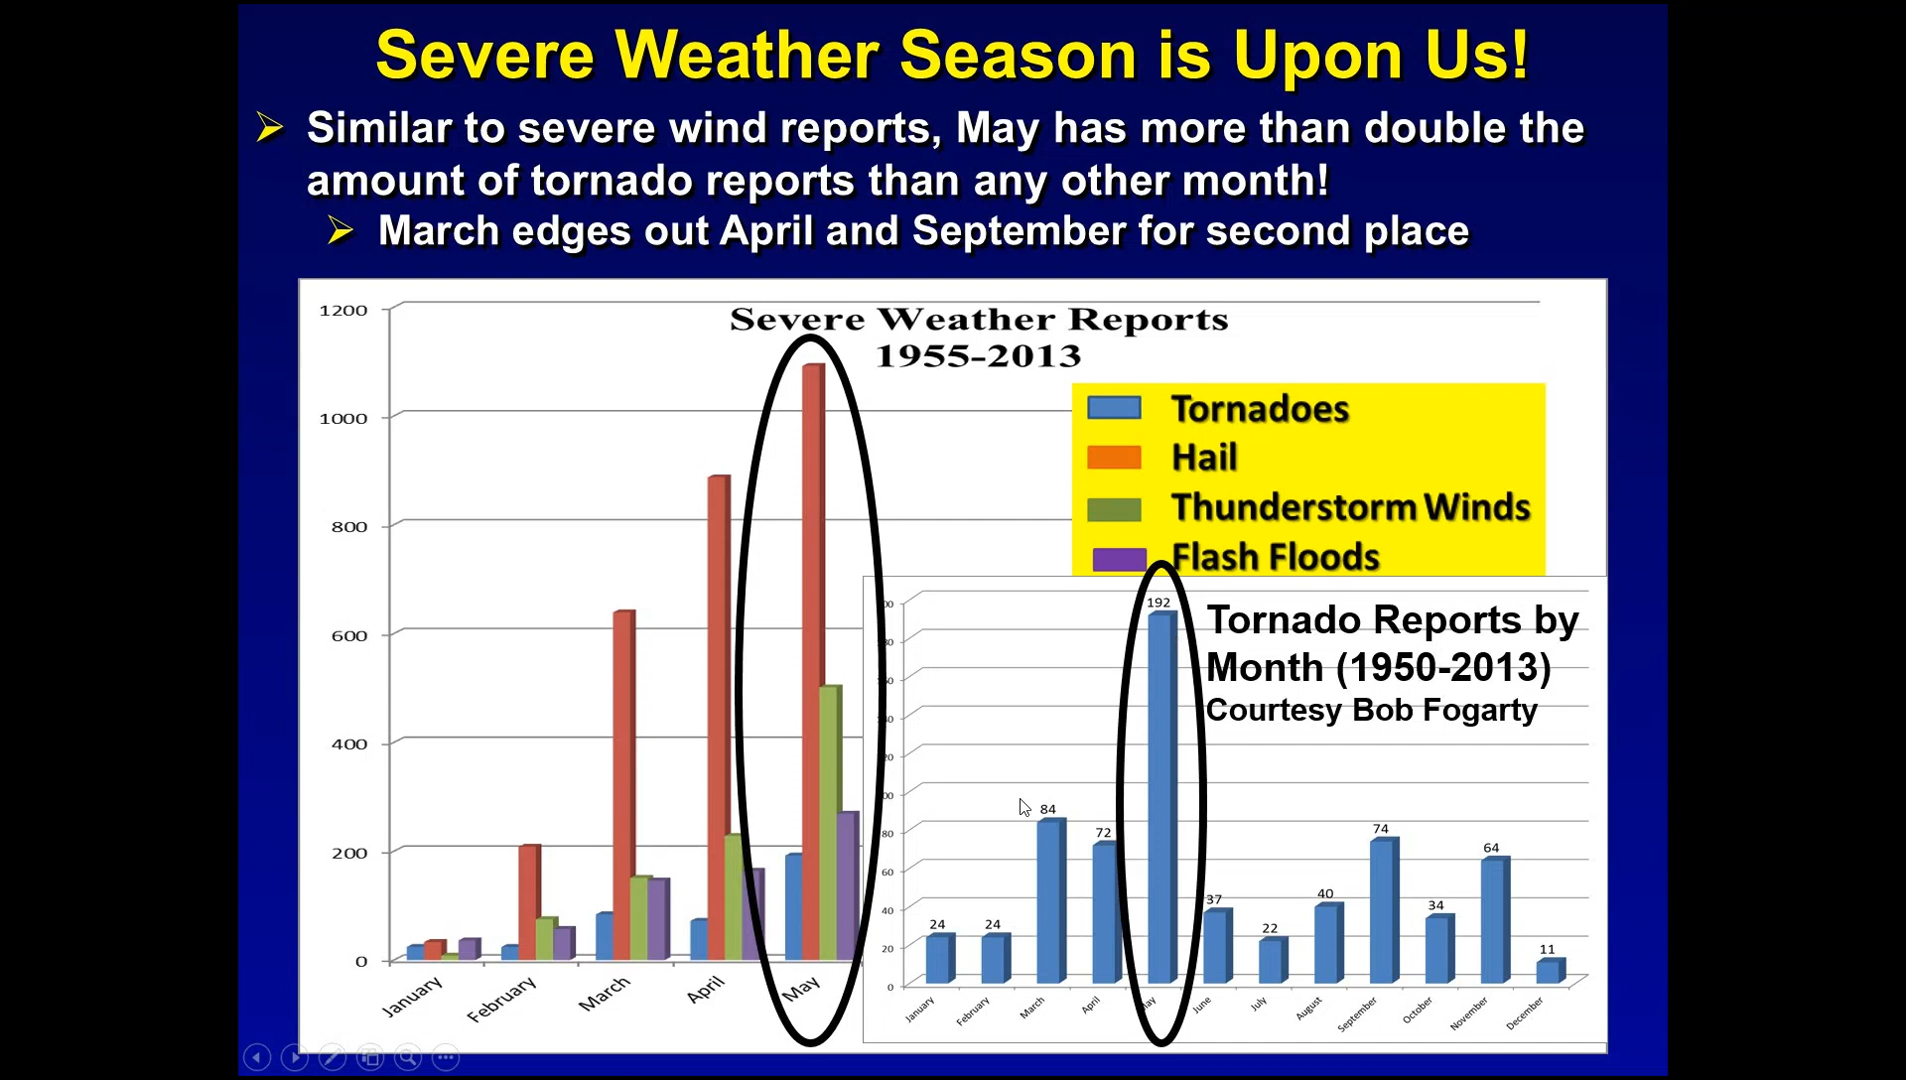 Severe Weather Season is Upon Us!
Similar to severe wind reports, May has more than double the
amount of tornado reports than any other month!
March edges out April and September for second place
Severe Weather Reports
1955-2013
1200
1000
800
600
400
200
0
January
February
March
April
May
Tornadoes
Hail
Thunderstorm Winds
Flash Floods
Tornado Reports by
Month (1950-2013)
Courtesy Bob Fogarty
80
60
40
20
0
24
24
84
72
192
37
22
40
74
34
64
11
January
February
March
April
June
July
August
September
October
November
December